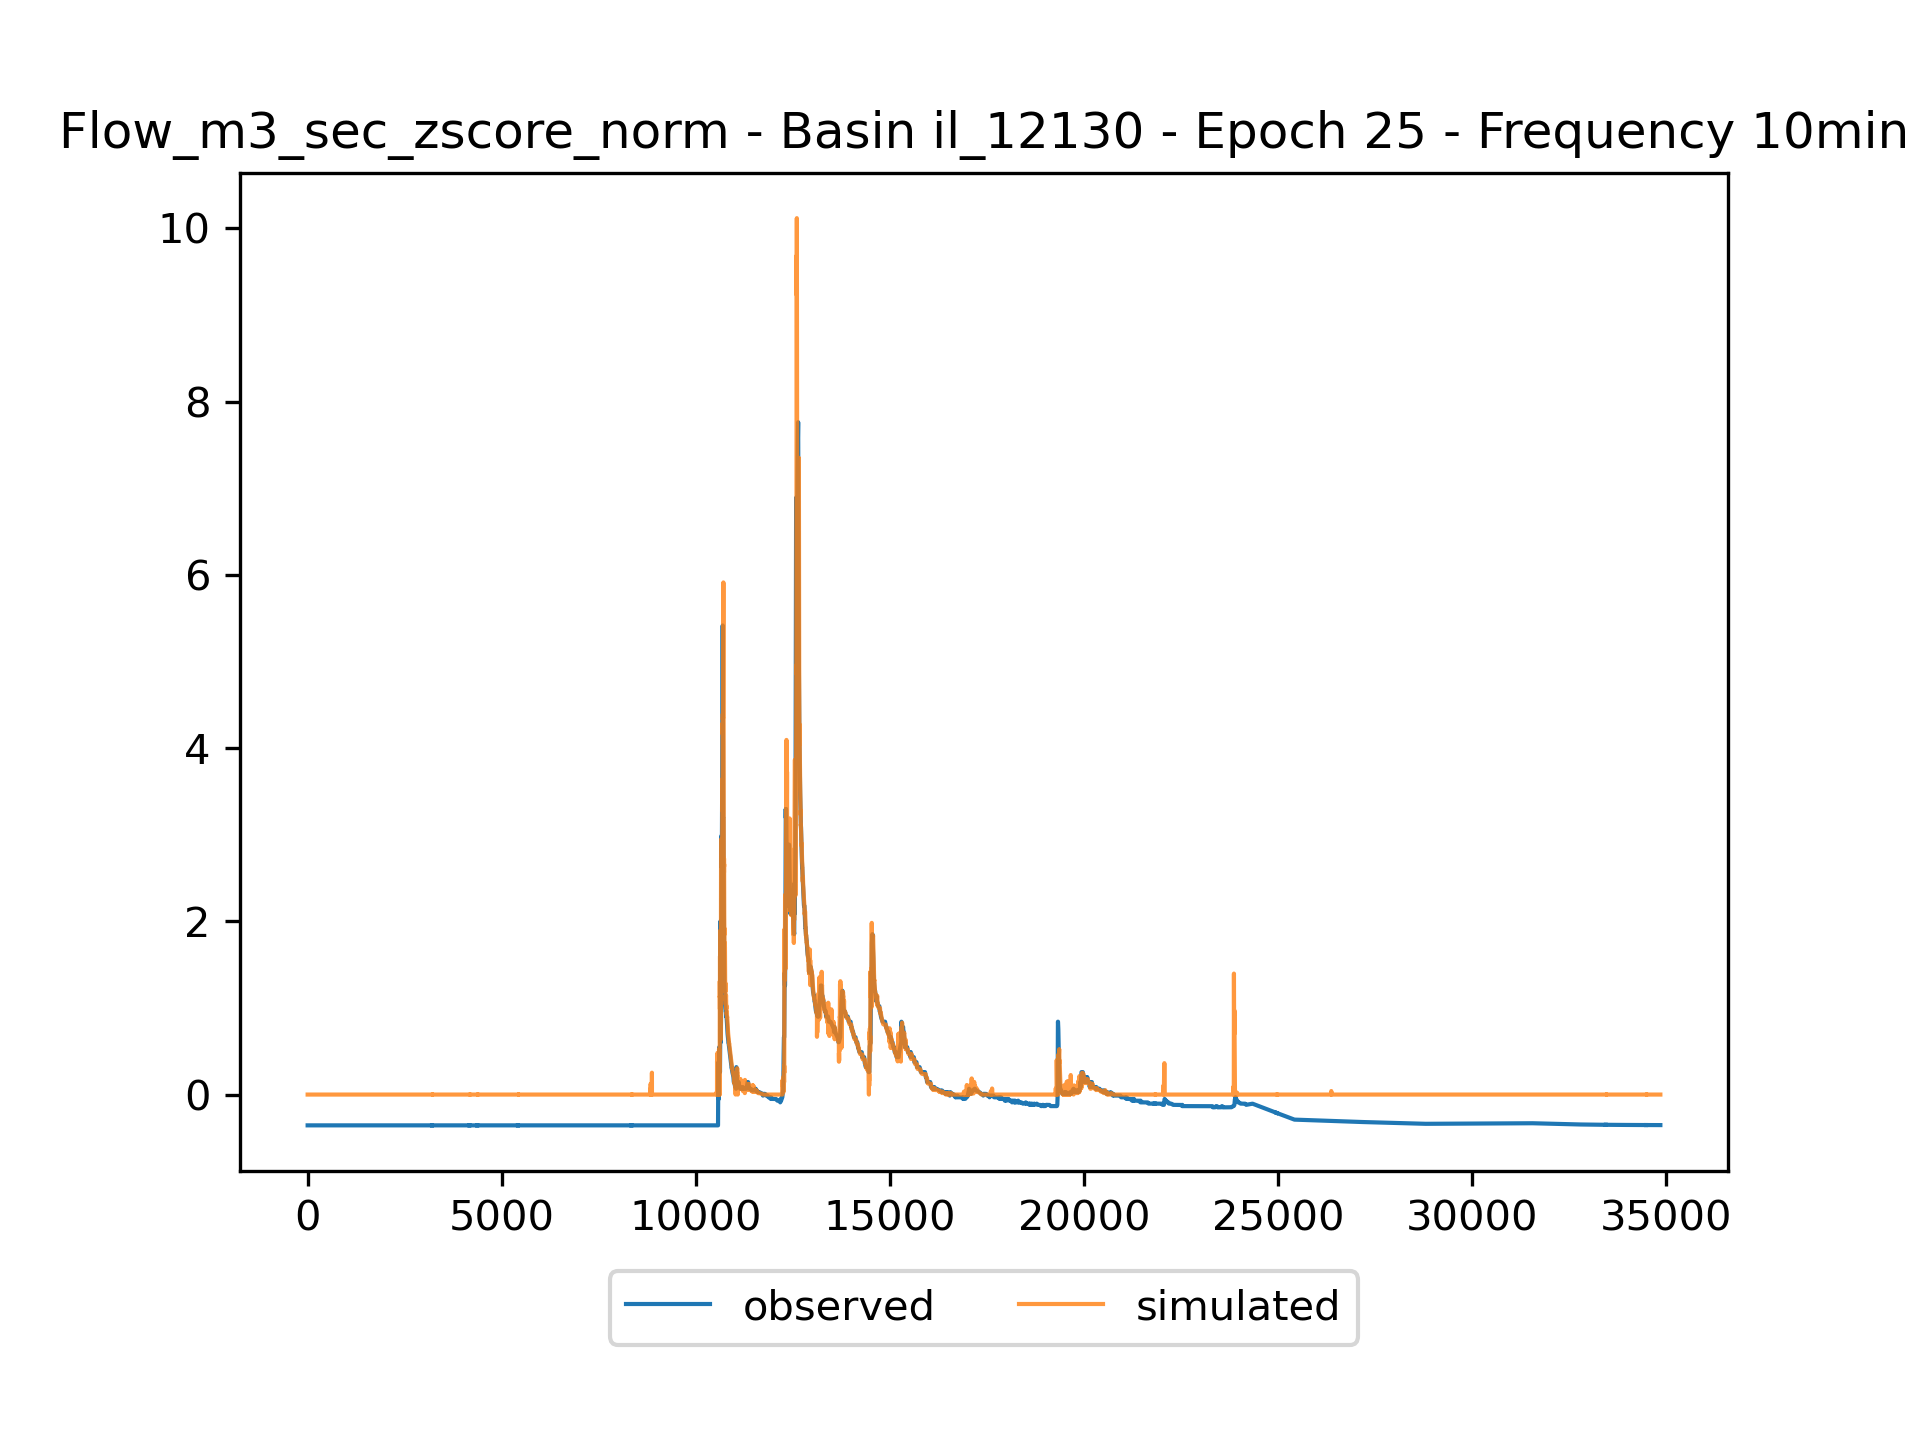 Flow_m3_sec_zscore_norm - Basin il_12130 - Epoch 25 - Frequency 10min
10
8
6
4
2
0
0 5000 10000 15000 20000 25000 30000 35000
observed simulated